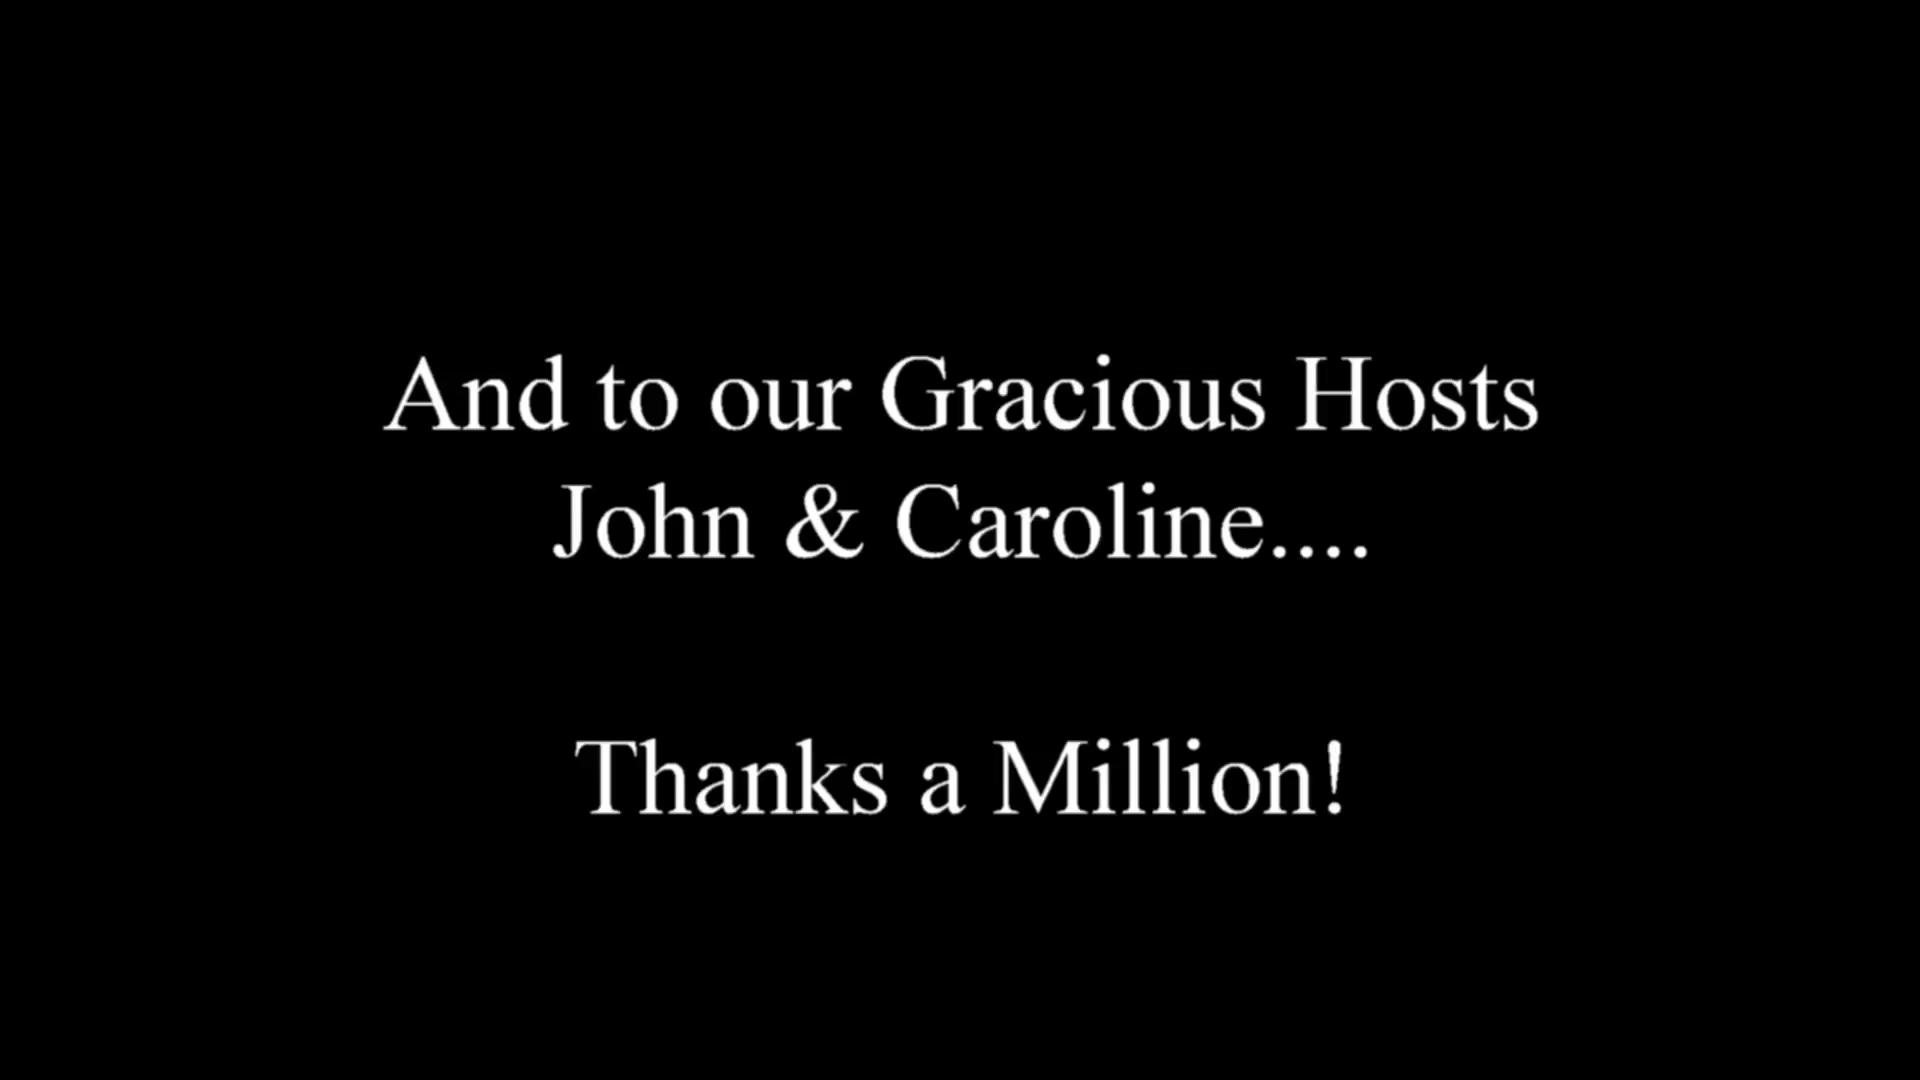 And to our Gracious Hosts
John & Caroline....
Thanks a Million!